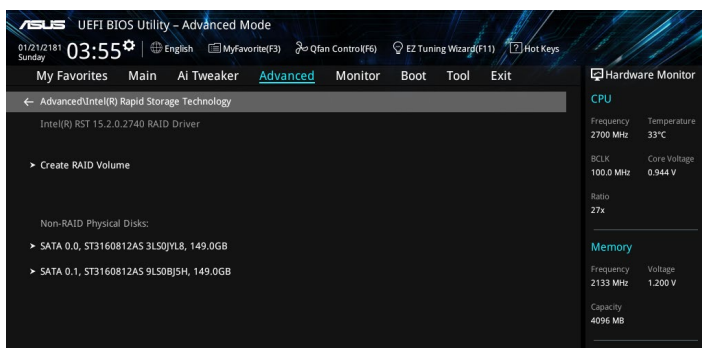 ASUS UEFI BIOS Utility – Advanced Mode
01/21/2181 Sunday 03:55 English MyFavorite(F3) Qfan Control(F6) EZ Tuning Wizard(F11) ? Hot Keys
My Favorites Main Ai Tweaker Advanced Monitor Boot Tool Exit
← Advanced\Intel(R) Rapid Storage Technology
Intel(R) RST 15.2.0.2740 RAID Driver
> Create RAID Volume
Non-RAID Physical Disks:
> SATA 0.0, ST3160812AS 3LS0JYL8, 149.0GB
> SATA 0.1, ST3160812AS 9LS0BJ5H, 149.0GB
Hardware Monitor
CPU
Frequency Temperature
2700 MHz 33°C
BCLK Core Voltage
100.0 MHz 0.944 V
Ratio
27x
Memory
Frequency Voltage
2133 MHz 1.200 V
Capacity
4096 MB